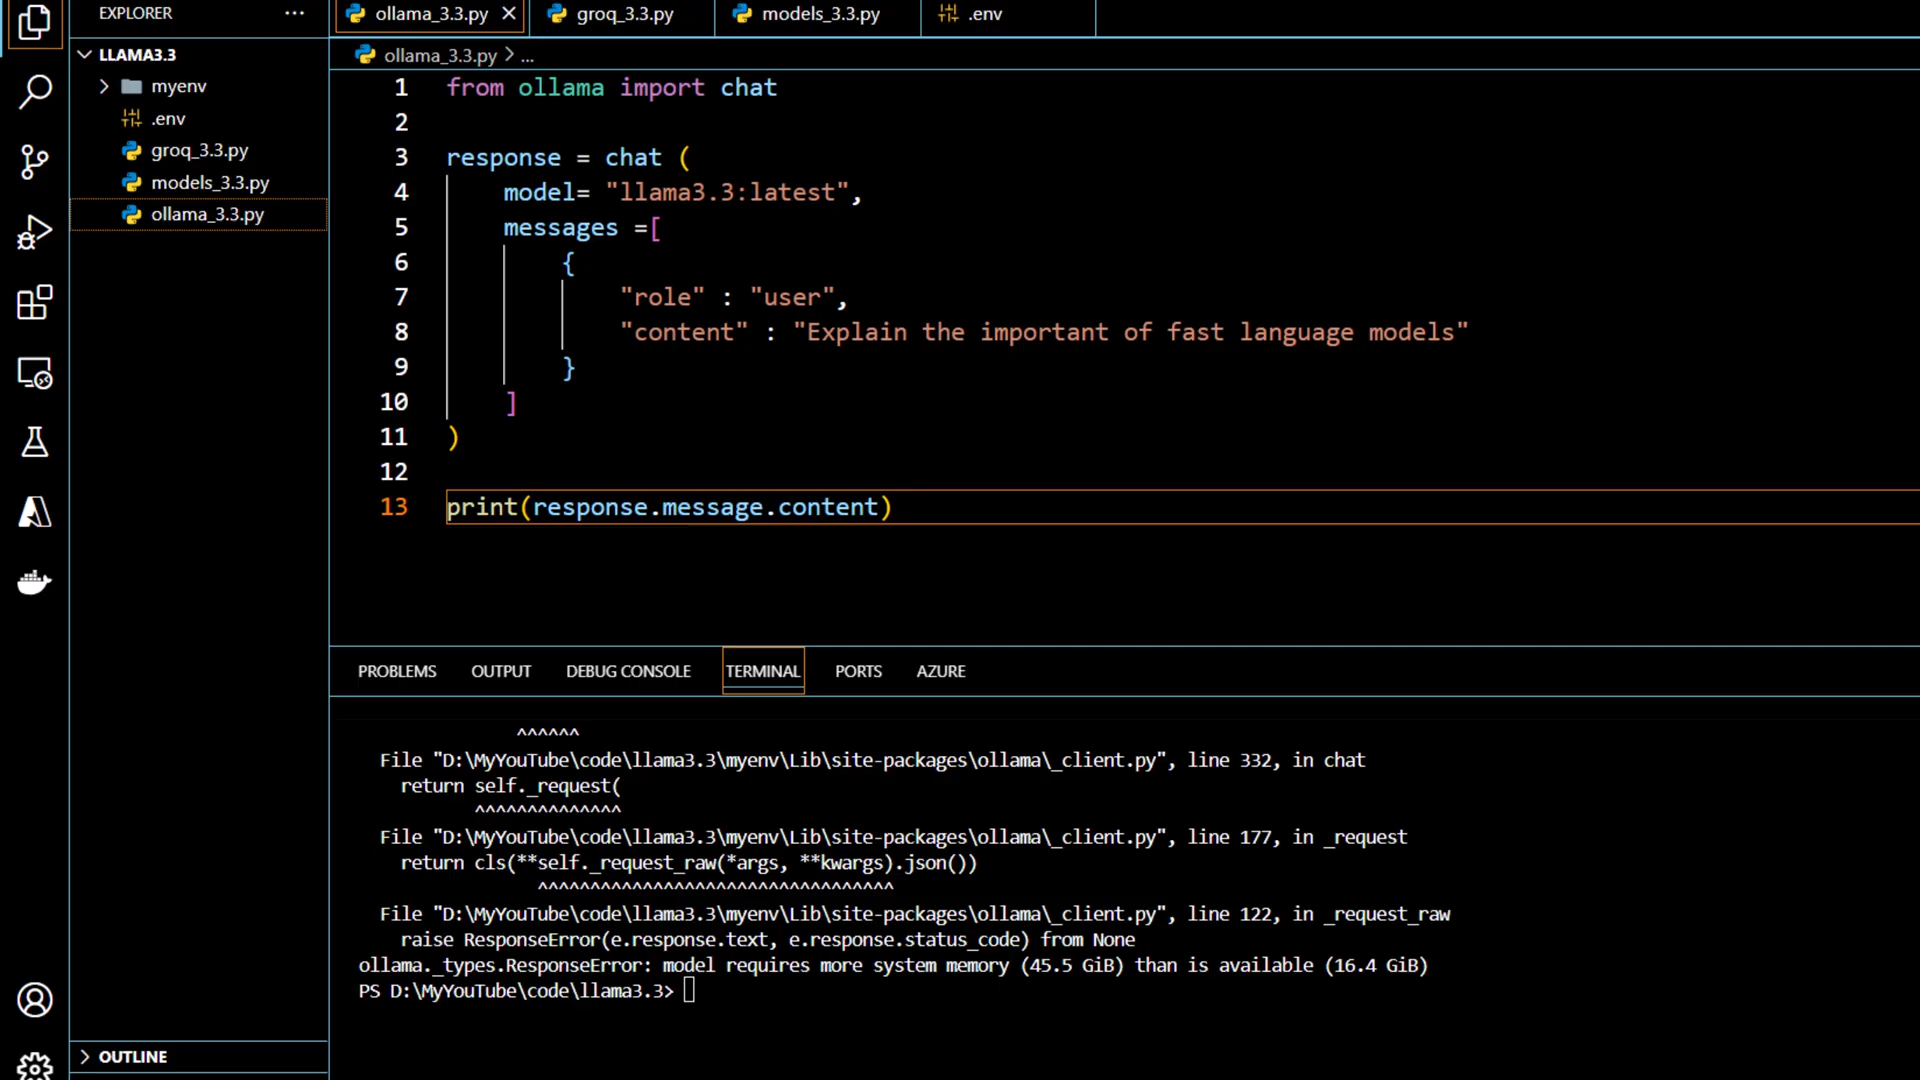 EXPLORER ...
LLAMA3.3
myenv
.env
groq_3.3.py
models_3.3.py
ollama_3.3.py
OUTLINE
ollama_3.3.py groq_3.3.py models_3.3.py .env
ollama_3.3.py > ...
1 from ollama import chat
2
3 response = chat (
4 model= "llama3.3:latest",
5 messages =[
6 {
7 "role" : "user",
8 "content" : "Explain the important of fast language models"
9 }
10 ]
11 )
12
13 print(response.message.content)
PROBLEMS OUTPUT DEBUG CONSOLE TERMINAL PORTS AZURE
^^^^^^
File "D:\MyYouTube\code\llama3.3\myenv\Lib\site-packages\ollama\_client.py", line 332, in chat
return self._request(
^^^^^^^^^^^^^^
File "D:\MyYouTube\code\llama3.3\myenv\Lib\site-packages\ollama\_client.py", line 177, in _request
return cls(**self._request_raw(*args, **kwargs).json())
^^^^^^^^^^^^^^^^^^^^^^^^^^^^^^^^^^
File "D:\MyYouTube\code\llama3.3\myenv\Lib\site-packages\ollama\_client.py", line 122, in _request_raw
raise ResponseError(e.response.text, e.response.status_code) from None
ollama._types.ResponseError: model requires more system memory (45.5 GiB) than is available (16.4 GiB)
PS D:\MyYouTube\code\llama3.3>